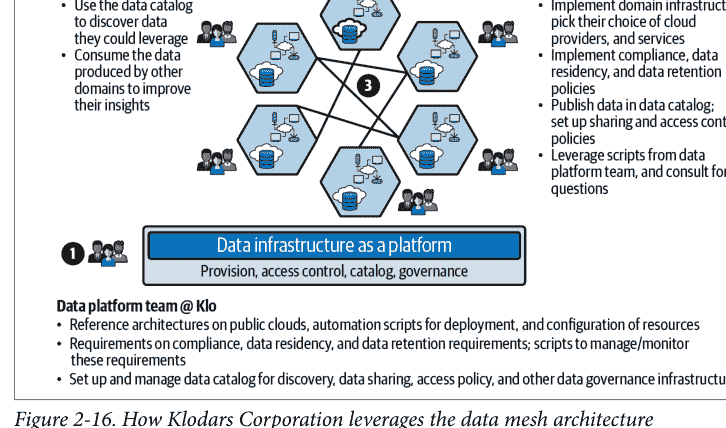 • Use the data catalog
to discover data
they could leverage
• Consume the data
produced by other
domains to improve
their insights
3
• Implement domain
pick their choice of cloud
providers, and services
• Implement compliance, data
residency, and data retention
policies
• Publish data in data catalog;
set up sharing and access
policies
• Leverage scripts from data
platform team, and consult
questions
1
Data infrastructure as a platform
Provision, access control, catalog, governance
Data platform team @ Klo
• Reference architectures on public clouds, automation scripts for deployment, and configuration of resources
• Requirements on compliance, data residency, and data retention requirements; scripts to manage/monitor
these requirements
• Set up and manage data catalog for discovery, data sharing, access policy, and other data governance
Figure 2-16. How Klodars Corporation leverages the data mesh architecture